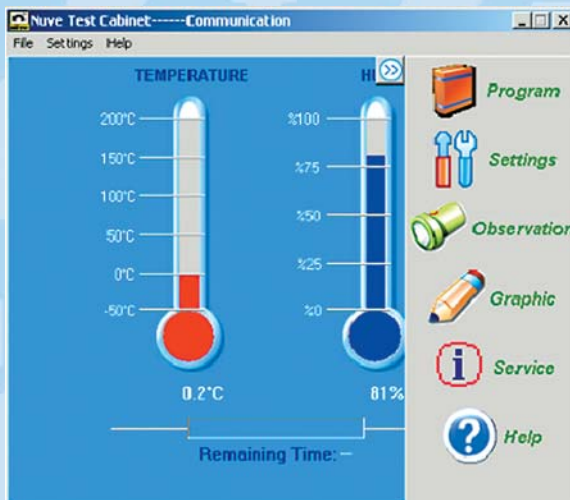 Nuve Test Cabinet------Communication
File Settings Help
TEMPERATURE
200°C
150°C
100°C
50°C
0°C
-50°C
0.2°C
%100
%75
%50
%25
%0
81%
Remaining Time: --
Program
Settings
Observation
Graphic
Service
Help